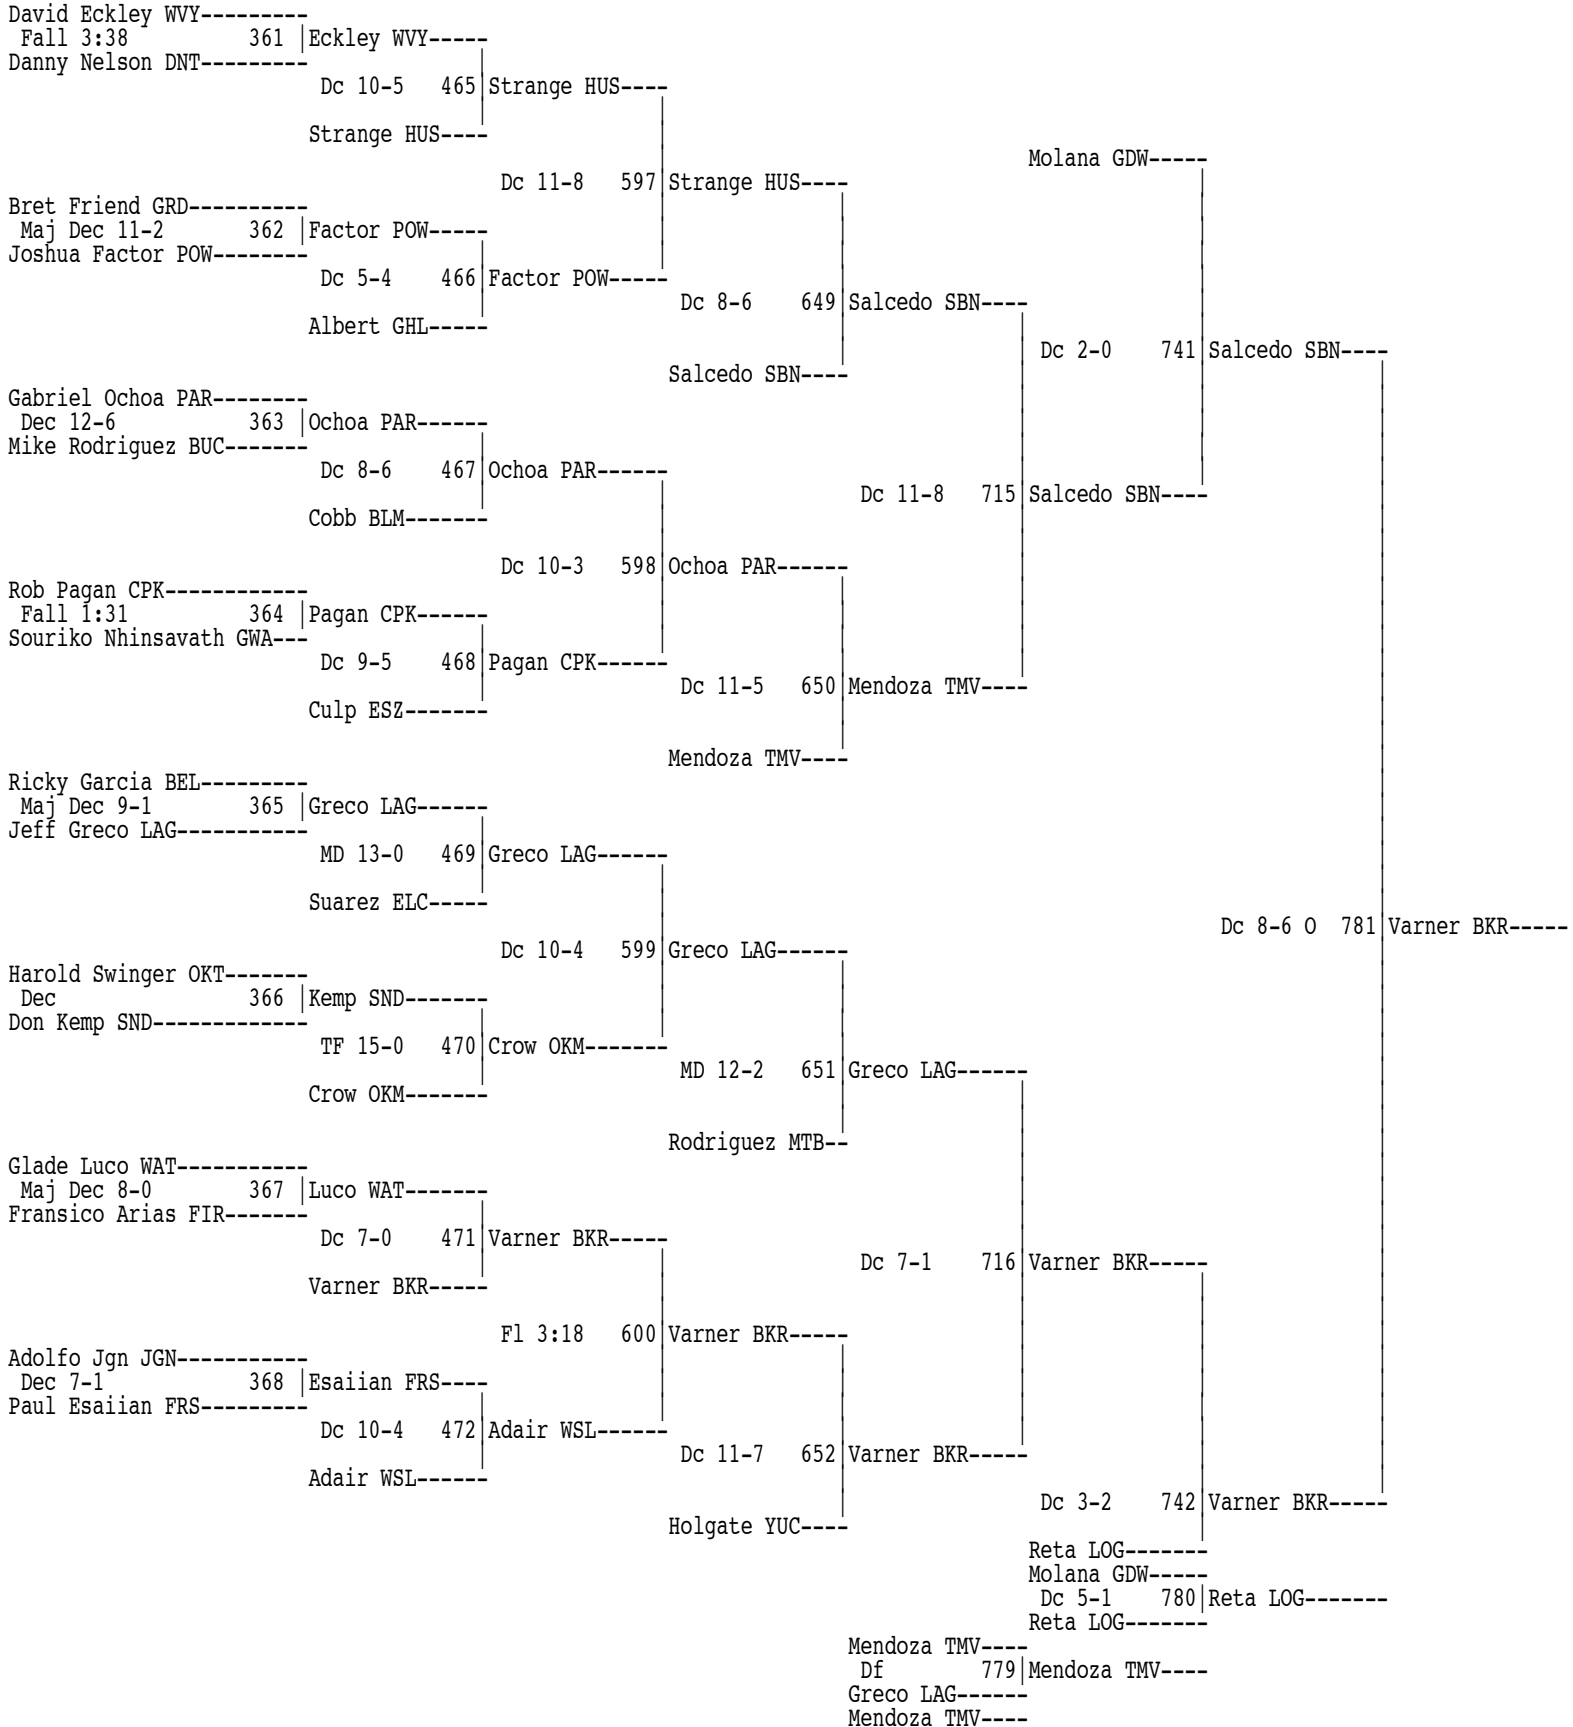 David Eckley WVY---------
Fall 3:38 361 |Eckley WVY-----
Danny Nelson DNT---------
Dc 10-5 465|Strange HUS----
Strange HUS----
Molana GDW-----
Dc 11-8 597|Strange HUS----
Bret Friend GRD----------
Maj Dec 11-2 362 |Factor POW-----
Joshua Factor POW--------
Dc 5-4 466|Factor POW-----
Dc 8-6 649|Salcedo SBN----
Albert GHL-----
Dc 2-0 741|Salcedo SBN----
Salcedo SBN----
Gabriel Ochoa PAR--------
Dec 12-6 363 |Ochoa PAR------
Mike Rodriguez BUC-------
Dc 8-6 467|Ochoa PAR------
Dc 11-8 715|Salcedo SBN----
Cobb BLM-------
Dc 10-3 598|Ochoa PAR------
Rob Pagan CPK------------
Fall 1:31 364 |Pagan CPK------
Souriko Nhinsavath GWA---
Dc 9-5 468|Pagan CPK------
Dc 11-5 650|Mendoza TMV----
Culp ESZ-------
Mendoza TMV----
Ricky Garcia BEL---------
Maj Dec 9-1 365 |Greco LAG------
Jeff Greco LAG-----------
MD 13-0 469|Greco LAG------
Suarez ELC-----
Dc 8-6 O 781|Varner BKR-----
Dc 10-4 599|Greco LAG------
Harold Swinger OKT-------
Dec 366 |Kemp SND-------
Don Kemp SND-------------
TF 15-0 470|Crow OKM-------
MD 12-2 651|Greco LAG------
Crow OKM-------
Rodriguez MTB--
Glade Luco WAT-----------
Maj Dec 8-0 367 |Luco WAT-------
Fransico Arias FIR-------
Dc 7-0 471|Varner BKR-----
Dc 7-1 716|Varner BKR-----
Varner BKR-----
Fl 3:18 600|Varner BKR-----
Adolfo Jgn JGN-----------
Dec 7-1 368 |Esaiian FRS----
Paul Esaiian FRS---------
Dc 10-4 472|Adair WSL------
Dc 11-7 652|Varner BKR-----
Adair WSL------
Dc 3-2 742|Varner BKR-----
Holgate YUC----
Reta LOG-------
Molana GDW-----
Dc 5-1 780|Reta LOG-------
Reta LOG-------
Mendoza TMV----
Df 779|Mendoza TMV----
Greco LAG------
Mendoza TMV----